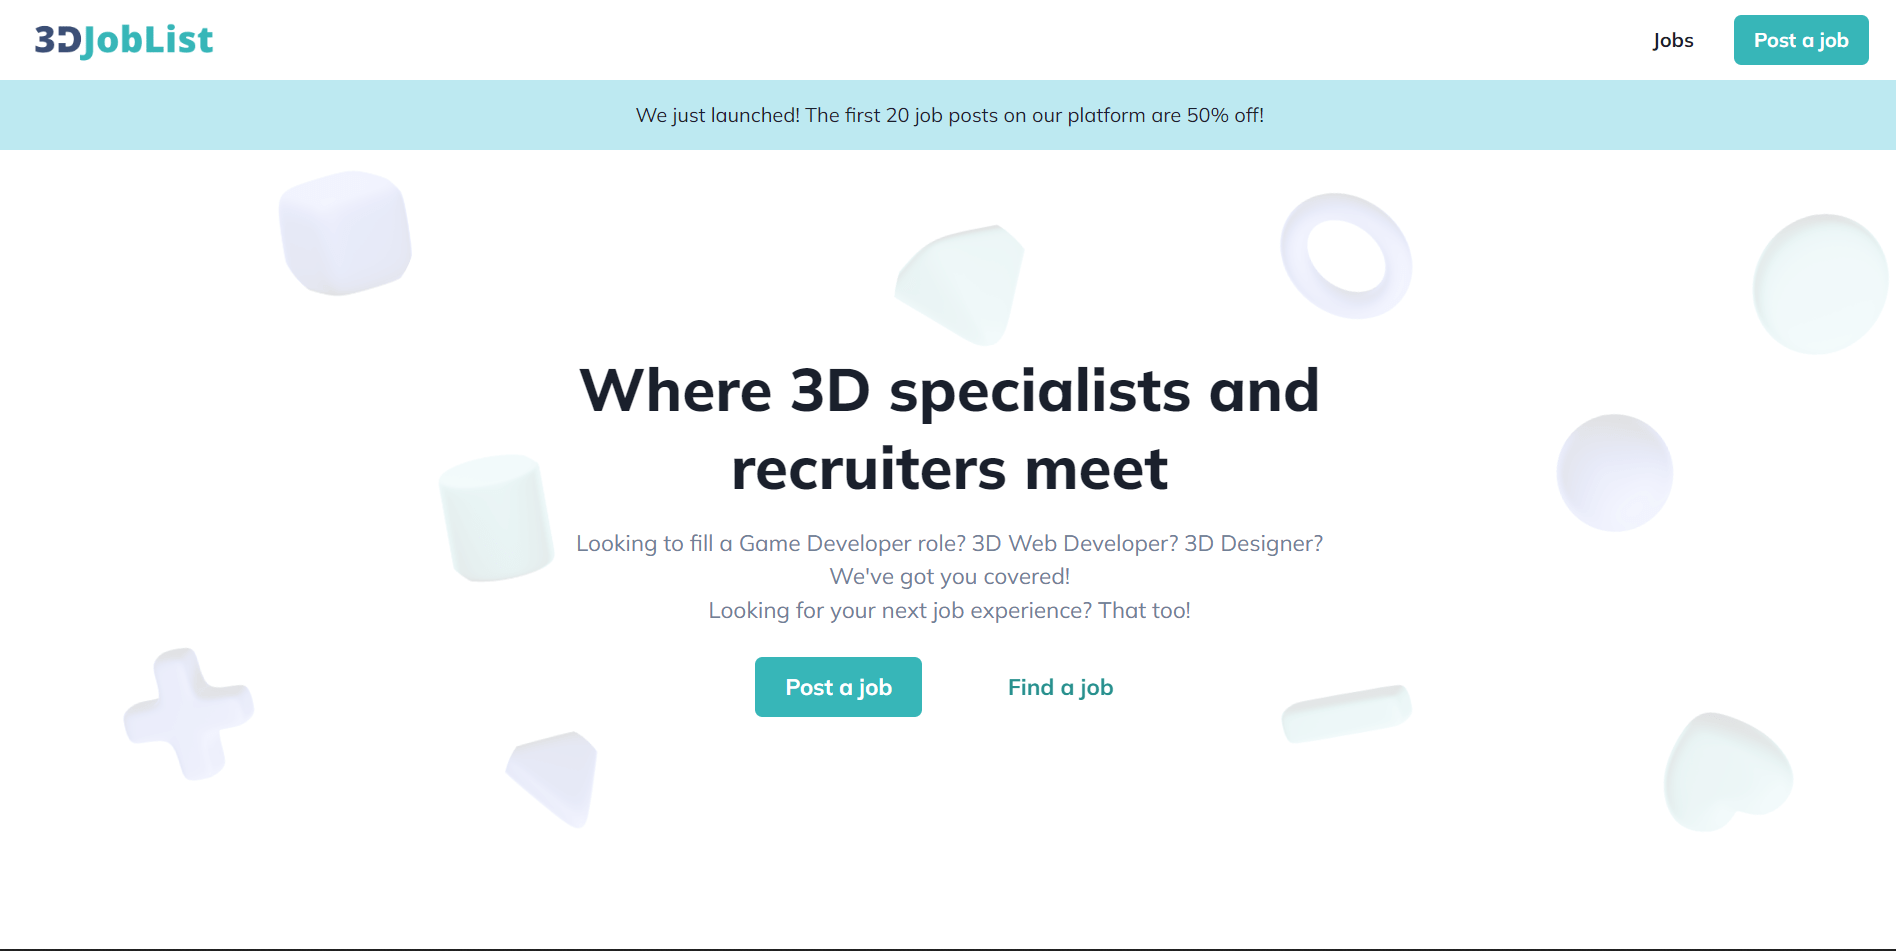 3DJobList
Jobs
Post a job
We just launched! The first 20 job posts on our platform are 50% off!
Where 3D specialists and
recruiters meet
Looking to fill a Game Developer role? 3D Web Developer? 3D Designer?
We've got you covered!
Looking for your next job experience? That too!
Post a job
Find a job